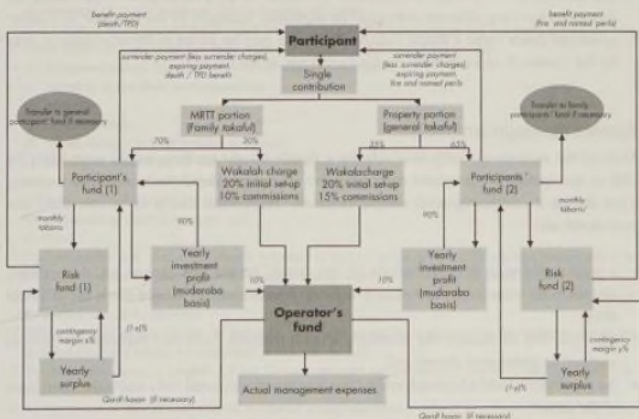 benefit payment
(death/TPD)
benefit payment
(fire and named perils)
Participant
surrender payment (less surrender charges),
expiring payment,
death / TPD benefit
surrender payment
(less surrender charges)
expiring payment,
fire and named perils
Single
contribution
Transfer to general
participant' fund if necessary
Transfer to family
participants' fund if necessary
MRTT portion
(Family takaful)
Property portion
(general takaful)
70%
30%
35%
65%
Participant's
fund (1)
Wakalah charge
20% initial set-up
10% commissions
Wakalacharge
20% initial set-up
15% commissions
Participants'
fund (2)
monthly
tabarru
90%
90%
monthly
tabarru'
Risk
fund (1)
Yearly
investment
profit
(mudaraba
basis)
10%
Operator's
fund
10%
Yearly
investment
profit
(mudaraba
basis)
Risk
fund (2)
contingency
margin x%
(1-x)%
contingency
margin y%
Yearly
surplus
(1-y)%
Yearly
surplus
Actual management expenses
Qardl hasan (if necessary)
Qardl hasan (if necessary)